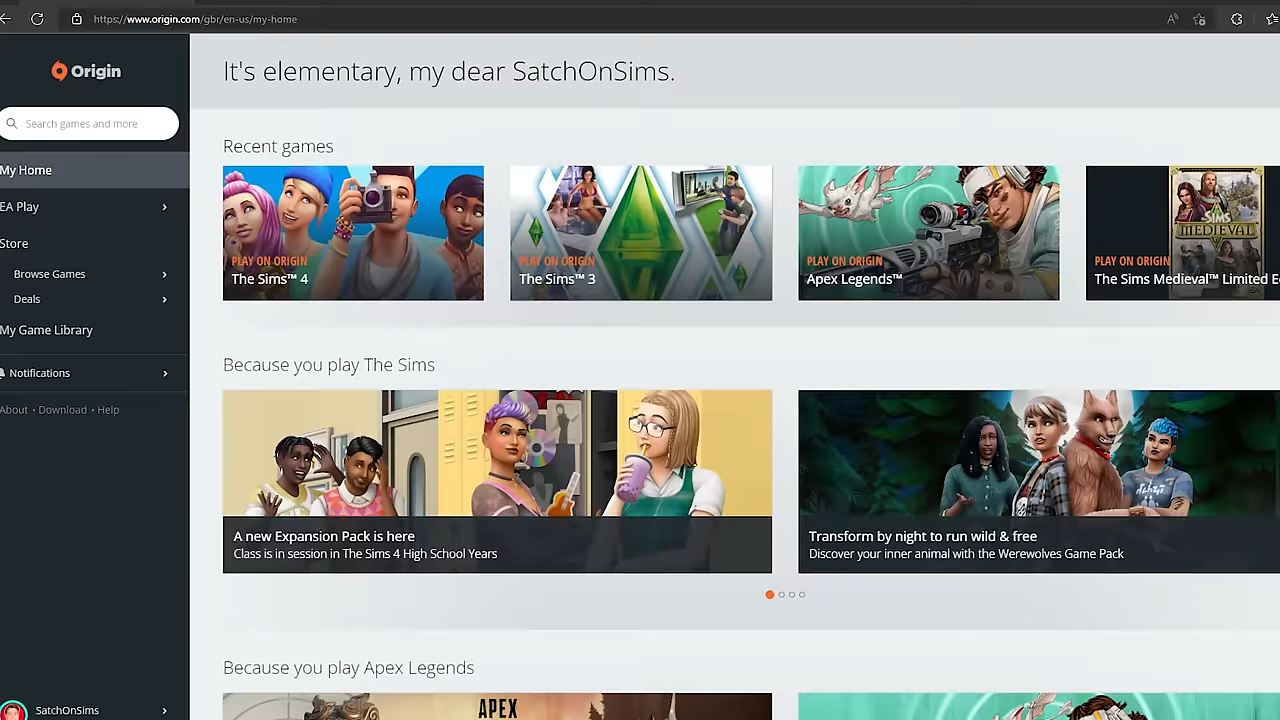 https://www.origin.com/gbr/en-us/my-home
Origin
Search games and more
My Home
EA Play
Store
Browse Games
Deals
My Game Library
Notifications
About • Download • Help
SatchOnSims
It's elementary, my dear SatchOnSims.
Recent games
PLAY ON ORIGIN
The Sims™ 4
PLAY ON ORIGIN
The Sims™ 3
PLAY ON ORIGIN
Apex Legends™
THE SIMS
MEDIEVAL
PLAY ON ORIGIN
The Sims Medieval™ Limited E
Because you play The Sims
A new Expansion Pack is here
Class is in session in The Sims 4 High School Years
Transform by night to run wild & free
Discover your inner animal with the Werewolves Game Pack
Because you play Apex Legends
APEX